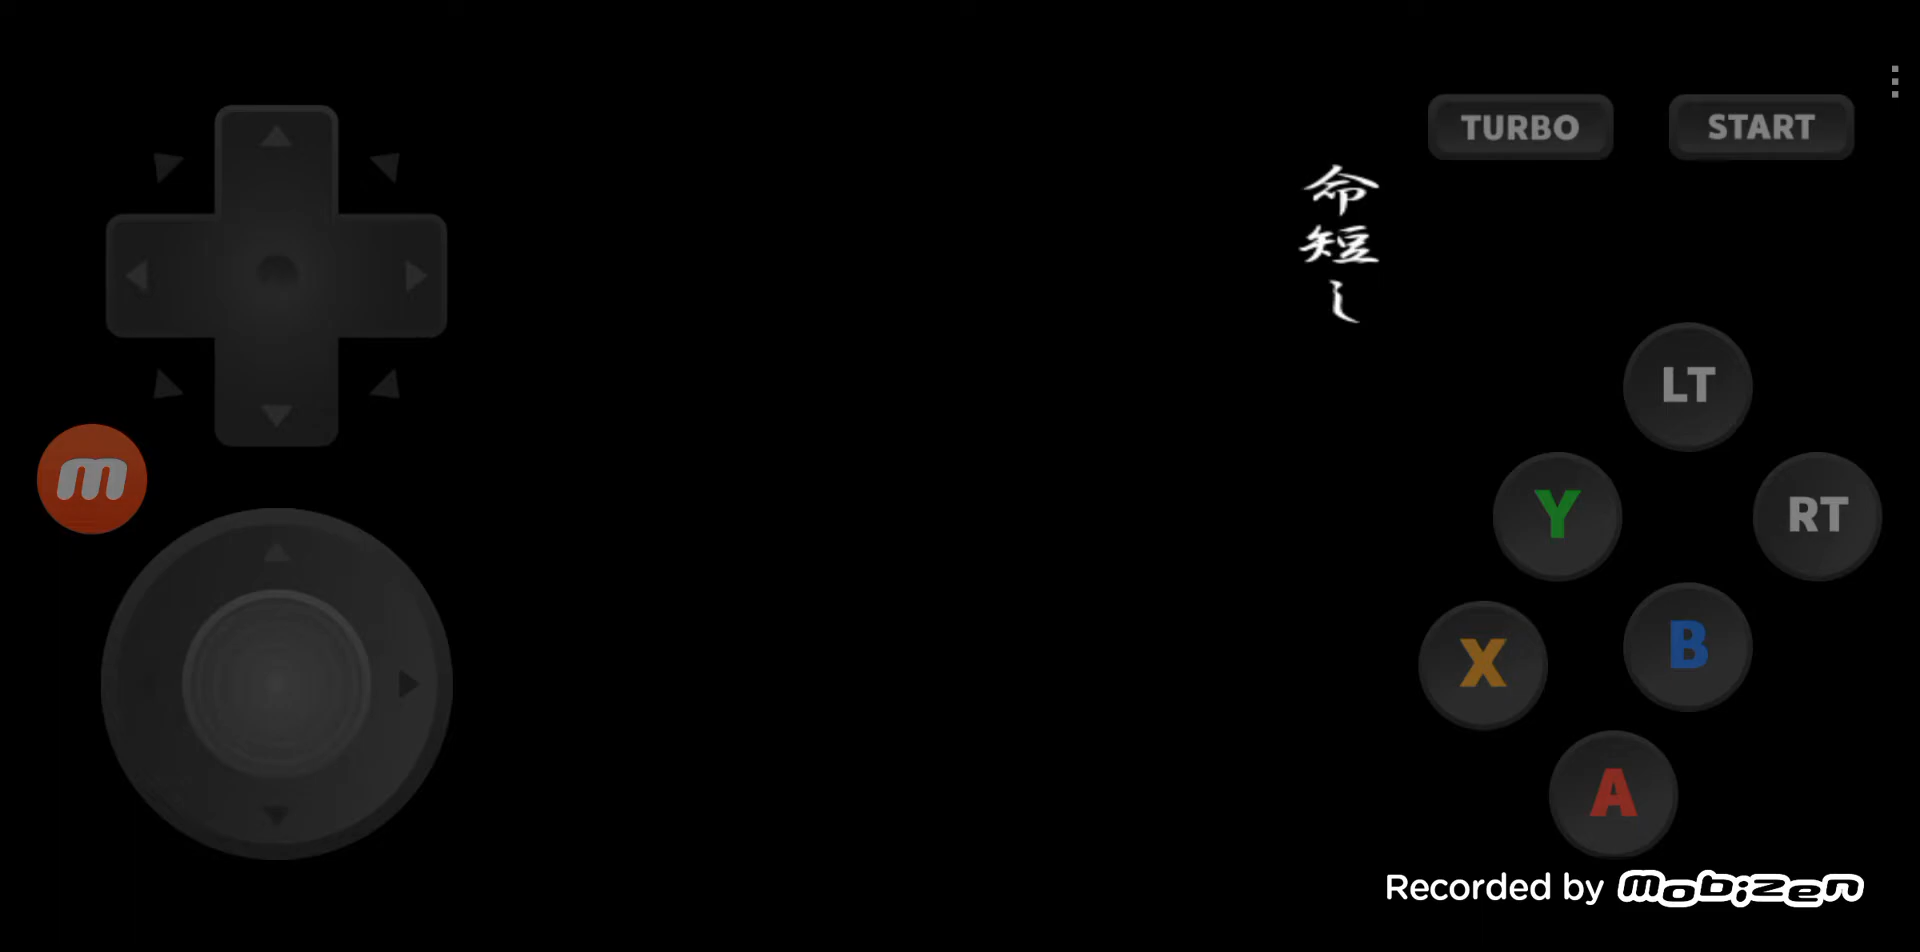 TURBO START
命短し
LT
Y RT
X B
A
m
Recorded by mobizen